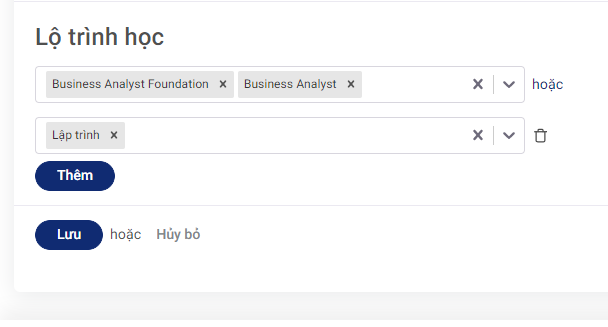 Lộ trình học
Business Analyst Foundation × Business Analyst × hoặc
Lập trình ×
Thêm
Lưu hoặc Hủy bỏ